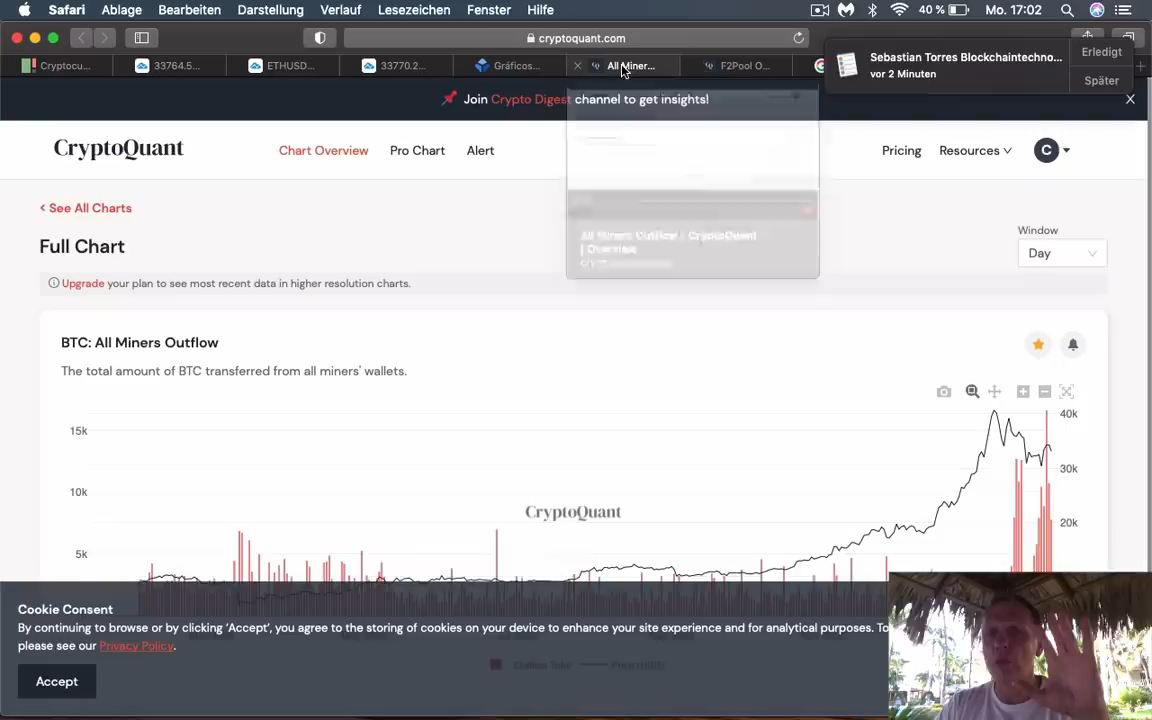 Safari Ablage Bearbeiten Darstellung Verlauf Lesezeichen Fenster Hilfe 40 % Mo. 17:02
cryptoquant.com
Cryptocu... 33764.5... ETHUSD... 33770.2... Gráficos... All Miner... F2Pool O...
Sebastian Torres Blockchaintechno...
vor 2 Minuten
Erledigt
Später
Join Crypto Digest channel to get insights!
CryptoQuant
Chart Overview Pro Chart Alert Pricing Resources C
< See All Charts
Full Chart
Window
Day
Upgrade your plan to see most recent data in higher resolution charts.
All Miners Outflow - CryptoQuant
| Overview
BTC: All Miners Outflow
The total amount of BTC transferred from all miners' wallets.
15k
10k
5k
40k
30k
20k
CryptoQuant
Cookie Consent
By continuing to browse or by clicking ‘Accept’, you agree to the storing of cookies on your device to enhance your site experience and for analytical purposes. To
please see our Privacy Policy.
Accept